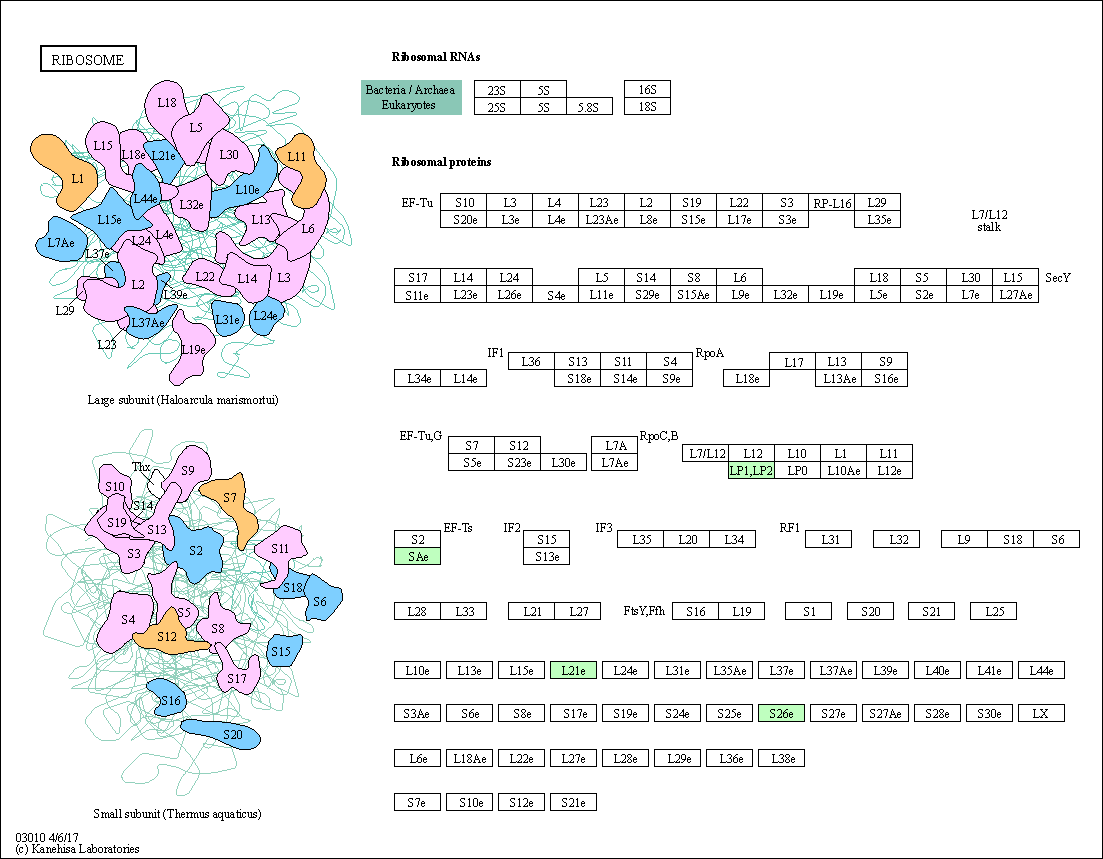 RIBOSOME
L18
L5
L15
L18e
L21e
L30
L11
L1
L44e
L10e
L32e
L15e
L13
L6
L7Ae
L24
L4e
L37e
L2
L22
L14
L3
L39e
L29
L37Ae
L31e
L24e
L23
L19e
Large subunit (Haloarcula marismortui)
Thx
S9
S10
S7
S14
S19
S13
S3
S2
S11
S18
S6
S4
S5
S12
S8
S15
S17
S16
S20
Small subunit (Thermus aquaticus)
03010 4/6/17
(c) Kanehisa Laboratories
Ribosomal RNAs
Bacteria / Archaea 23S 5S 16S
Eukaryotes 25S 5S 5.8S 18S
Ribosomal proteins
EF-Tu S10 L3 L4 L23 L2 S19 L22 S3 RP-L16 L29
S20e L3e L4e L23Ae L8e S15e L17e S3e L35e
L7/L12
stalk
S17 L14 L24 L5 S14 S8 L6 L18 S5 L30 L15 SecY
S11e L23e L26e S4e L11e S29e S15Ae L9e L32e L19e L5e S2e L7e L27Ae
IF1 L36 S13 S11 S4 RpoA L17 L13 S9
L34e L14e S18e S14e S9e L18e L13Ae S16e
EF-Tu,G S7 S12 L7A RpoC,B L7/L12 L12 L10 L1 L11
S5e S23e L30e L7Ae LP1,LP2 LP0 L10Ae L12e
S2 EF-Ts IF2 S15 IF3 L35 L20 L34 RF1 L31 L32 L9 S18 S6
SAe S13e
L28 L33 L21 L27 FtsY,Ffh S16 L19 S1 S20 S21 L25
L10e L13e L15e L21e L24e L31e L35Ae L37e L37Ae L39e L40e L41e L44e
S3Ae S6e S8e S17e S19e S24e S25e S26e S27e S27Ae S28e S30e LX
L6e L18Ae L22e L27e L28e L29e L36e L38e
S7e S10e S12e S21e